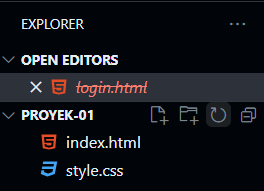 EXPLORER
OPEN EDITORS
login.html
PROYEK-01
index.html
style.css